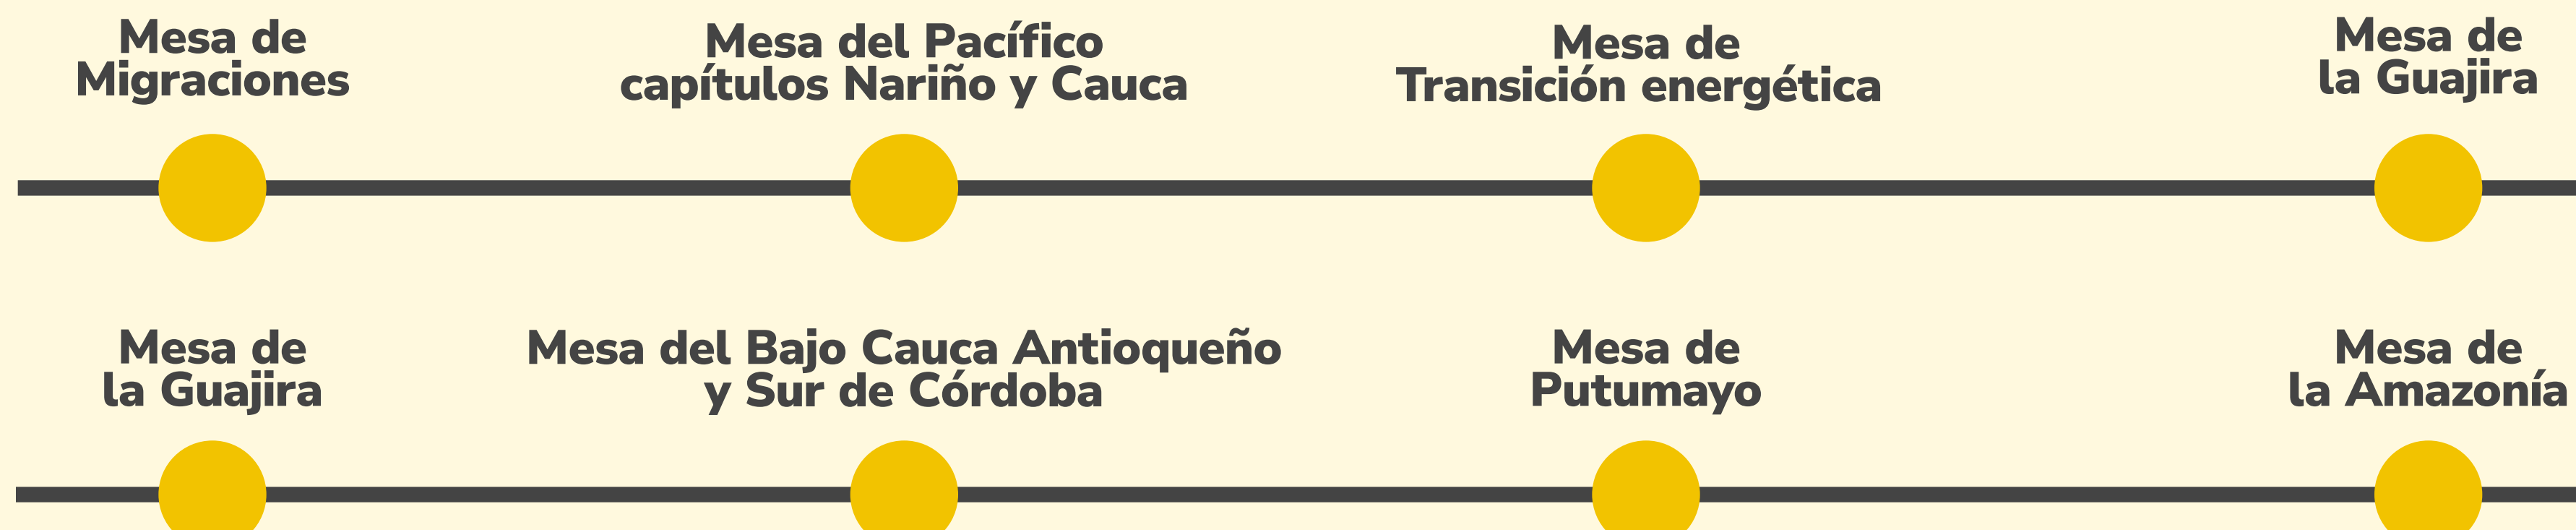 Mesa de
Migraciones
Mesa del Pacífico
capítulos Nariño y Cauca
Mesa de
Transición energética
Mesa de
la Guajira
Mesa de
la Guajira
Mesa del Bajo Cauca Antioqueño
y Sur de Córdoba
Mesa de
Putumayo
Mesa de
la Amazonía